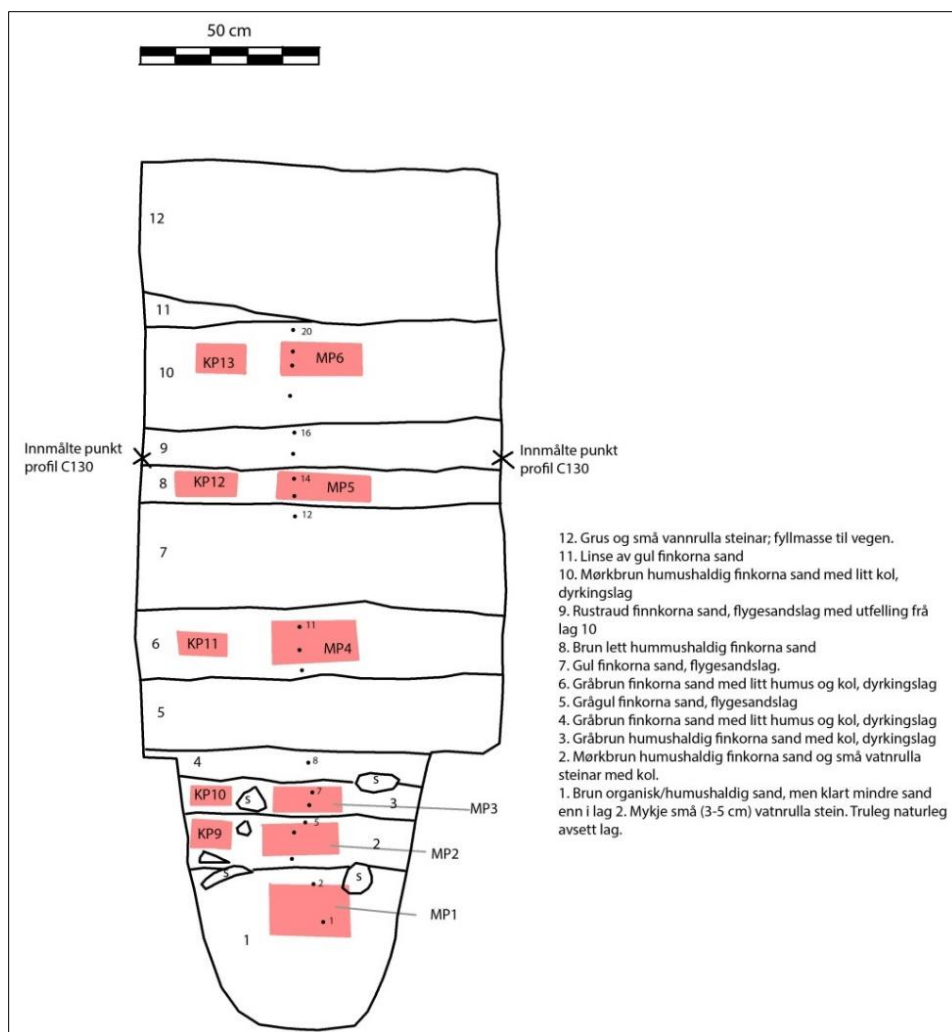 50 cm
12
11
20
KP13
MP6
10
16
Innmålte punkt
profil C130
9
Innmålte punkt
profil C130
14
8
KP12
MP5
12
7
11
6
KP11
MP4
5
4
8
S
7
KP10
S
3
MP3
5
KP9
2
MP2
S
S
2
MP1
1
1
12. Grus og små vannrulla steinar; fyllmasse til vegen.
11. Linse av gul finkorna sand
10. Mørkbrun humushaldig finkorna sand med litt kol,
dyrkingslag
9. Rustraud finnkorna sand, flygesandslag med utfelling frå
lag 10
8. Brun lett hummushaldig finkorna sand
7. Gul finkorna sand, flygesandslag.
6. Gråbrun finkorna sand med litt humus og kol, dyrkingslag
5. Grågul finkorna sand, flygesandslag
4. Gråbrun finkorna sand med litt humus og kol, dyrkingslag
3. Gråbrun humushaldig finkorna sand med kol, dyrkingslag
2. Mørkbrun humushaldig finkorna sand og små vatnrulla
steinar med kol.
1. Brun organisk/humushaldig sand, men klart mindre sand
enn i lag 2. Mykje små (3-5 cm) vatnrulla stein. Truleg naturleg
avsett lag.